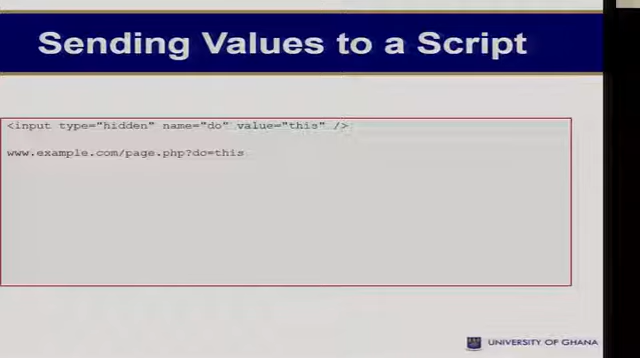 Sending Values to a Script
<input type="hidden" name="do" value="this" />
www.example.com/page.php?do=this
UNIVERSITY OF GHANA